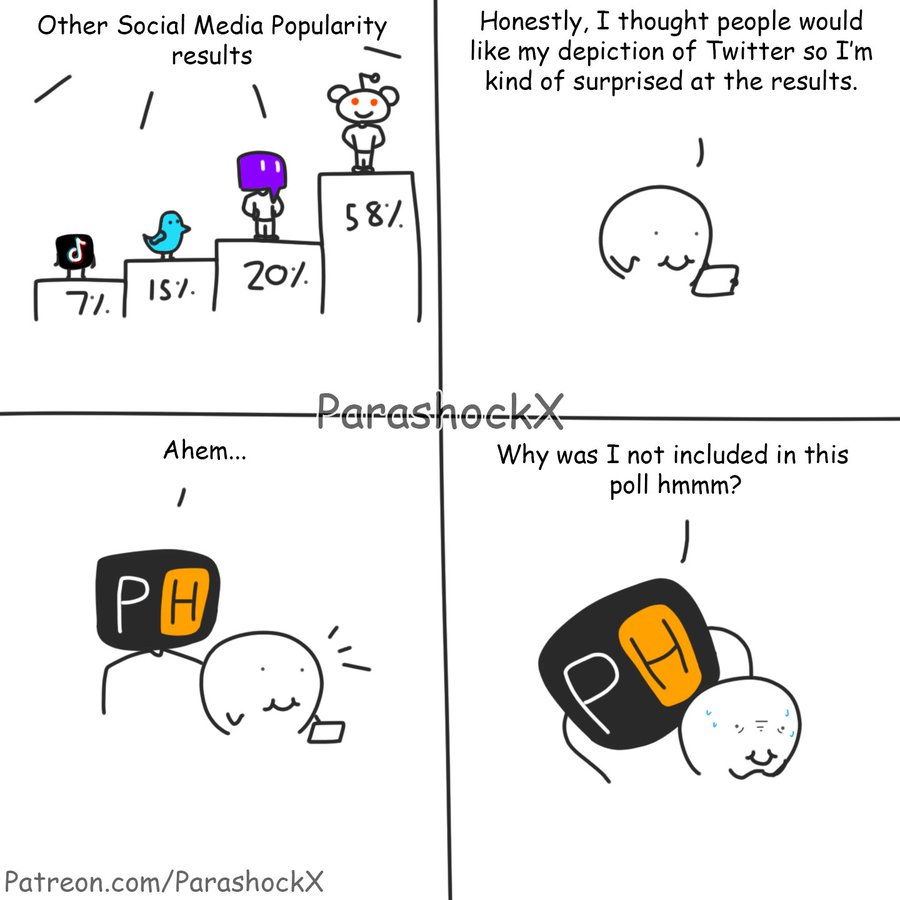 Other Social Media Popularity
results
7%.
15%.
20%.
58%.
Honestly, I thought people would
like my depiction of Twitter so I'm
kind of surprised at the results.
ParashockX
Ahem...
P H
Why was I not included in this
poll hmmm?
P H
Patreon.com/ParashockX